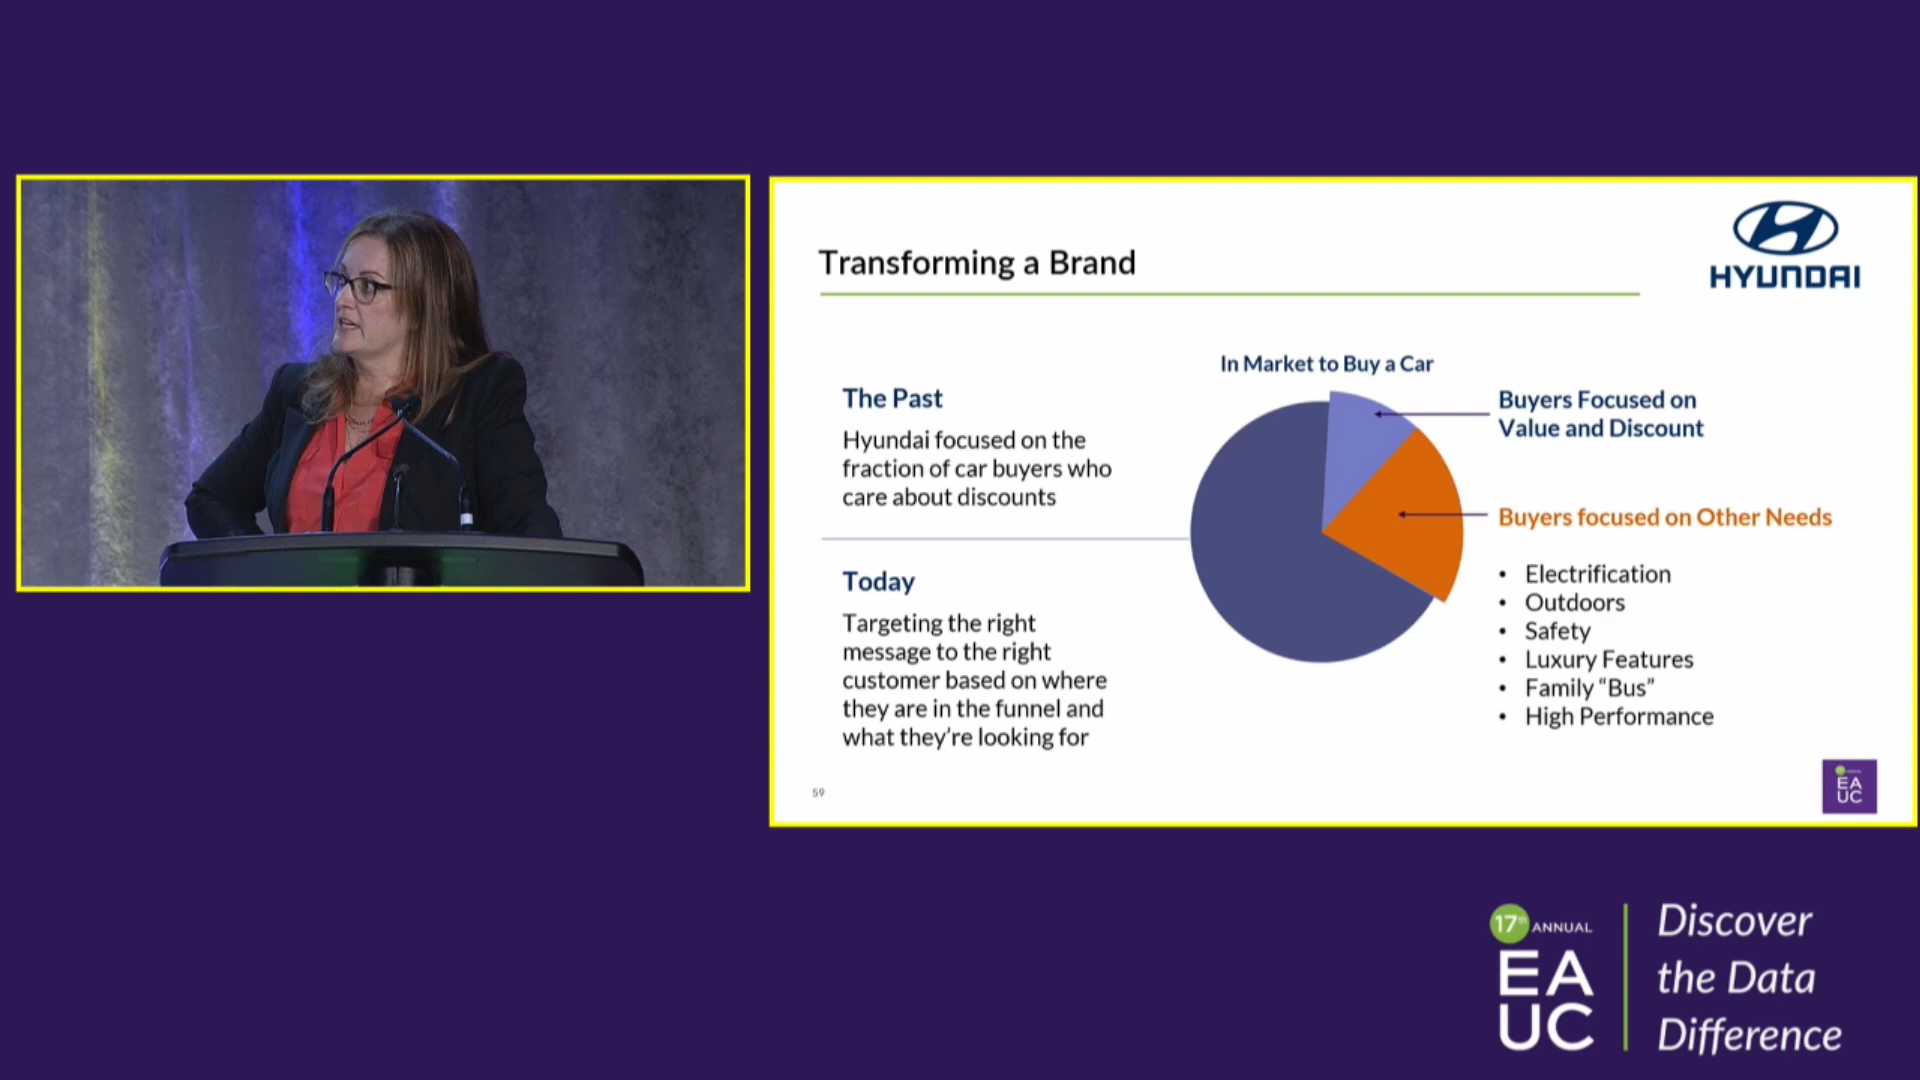 Transforming a Brand
HYUNDAI
The Past
Hyundai focused on the
fraction of car buyers who
care about discounts
Today
Targeting the right
message to the right
customer based on where
they are in the funnel and
what they're looking for
In Market to Buy a Car
Buyers Focused on
Value and Discount
Buyers focused on Other Needs
• Electrification
• Outdoors
• Safety
• Luxury Features
• Family “Bus”
• High Performance
59
EA
UC
17th ANNUAL
EA
UC
Discover
the Data
Difference